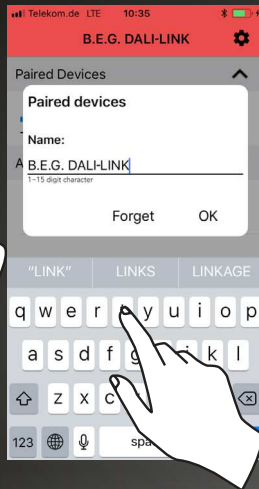 Telekom.de LTE 10:35
B.E.G. DALI-LINK
Paired Devices
Paired devices
Name:
A
B.E.G. DALI-LINK
1-15 digit character
Forget OK
"LINK" LINKS LINKAGE
q w e r y u i o p
a s d f g k l
z x c
123 spa